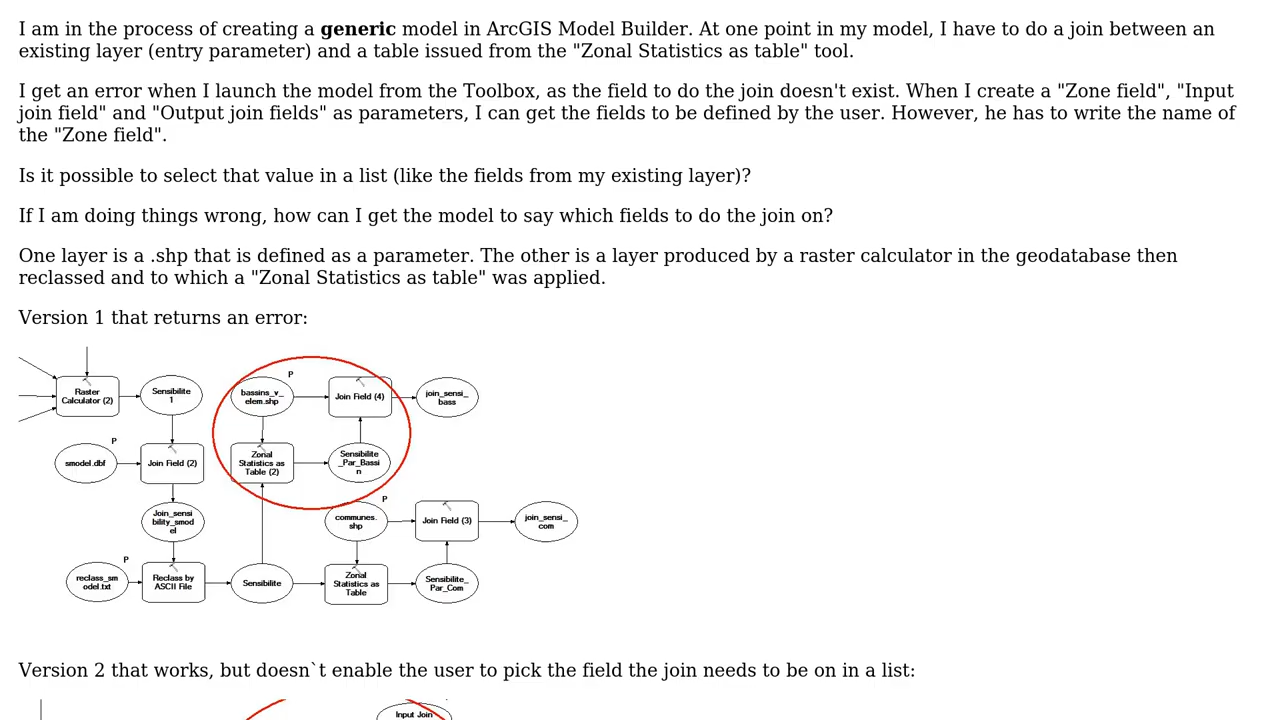 I am in the process of creating a generic model in ArcGIS Model Builder. At one point in my model, I have to do a join between an
existing layer (entry parameter) and a table issued from the "Zonal Statistics as table" tool.
I get an error when I launch the model from the Toolbox, as the field to do the join doesn't exist. When I create a "Zone field", "Input
join field" and "Output join fields" as parameters, I can get the fields to be defined by the user. However, he has to write the name of
the "Zone field".
Is it possible to select that value in a list (like the fields from my existing layer)?
If I am doing things wrong, how can I get the model to say which fields to do the join on?
One layer is a .shp that is defined as a parameter. The other is a layer produced by a raster calculator in the geodatabase then
reclassed and to which a "Zonal Statistics as table" was applied.
Version 1 that returns an error:
P
Raster
Calculator (2)
Sensibilite
1
bassins_v_
elem.shp
Join Field (4)
join_sensi_
bass
P
smodel.dbf
Join Field (2)
Zonal
Statistics as
Table (2)
Sensibilite
_Par_Bassi
n
P
Join_sensi
bility_smod
el
communes.
shp
Join Field (3)
join_sensi_
com
P
reclass_sm
odel.txt
Reclass by
ASCII File
Sensibilite
Zonal
Statistics as
Table
Sensibilite_
Par_Com
Version 2 that works, but doesn`t enable the user to pick the field the join needs to be on in a list:
Input Join